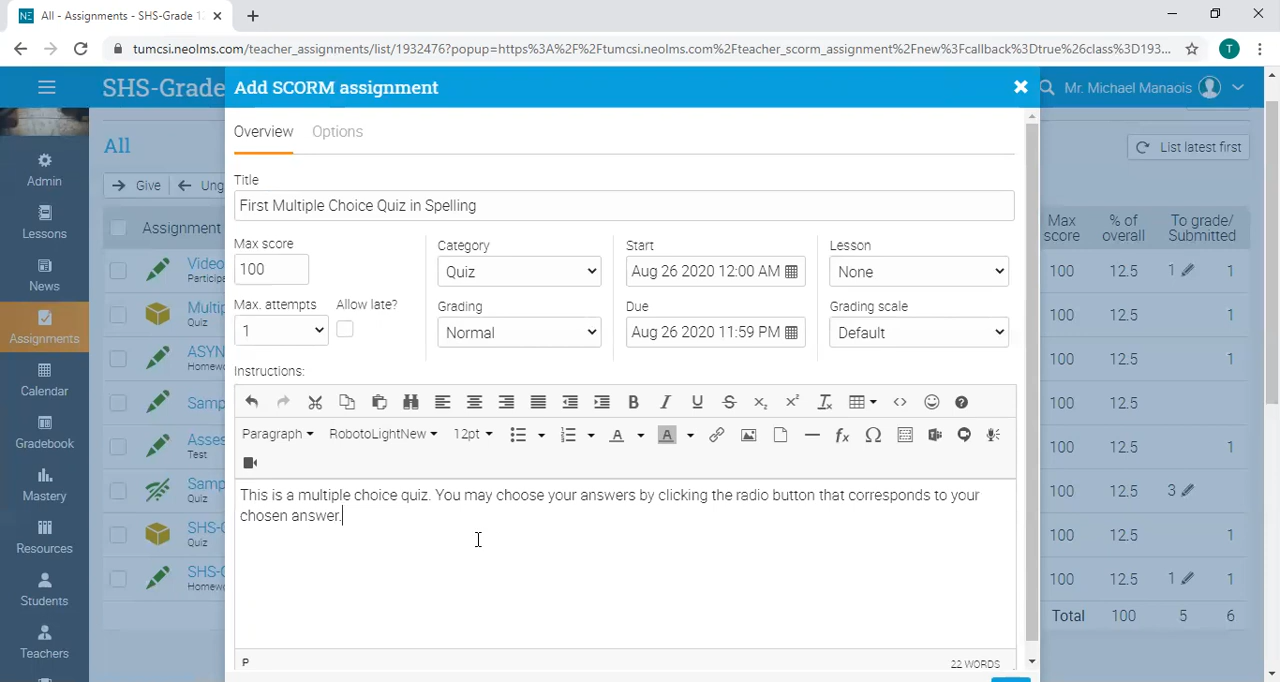 All - Assignments - SHS-Grade 1
tumcsi.neolms.com/teacher_assignments/list/1932476?popup=https%3A%2F%2Ftumcsi.neolms.com%2Fteacher_scorm_assignment%2Fnew%3Fcallback%3Dtrue%26class%3D193...
T
SHS-Grade
Add SCORM assignment
Mr. Michael Manaois
All
Overview
Options
List latest first
Admin
Give
Ung
Title
First Multiple Choice Quiz in Spelling
Lessons
Assignment
Max score
% of overall
To grade/ Submitted
Max score
Category
Start
Lesson
100
Quiz
Aug 26 2020 12:00 AM
None
News
Video
Participa
100
12.5
1
1
Max. attempts
Allow late?
Grading
Due
Grading scale
1
Normal
Aug 26 2020 11:59 PM
Default
Assignments
Multip
Quiz
100
12.5
1
Instructions:
Calendar
ASYN
Homew
100
12.5
1
Samp
100
12.5
Paragraph
RobotoLightNew
12pt
Gradebook
Asses
Test
100
12.5
1
This is a multiple choice quiz. You may choose your answers by clicking the radio button that corresponds to your
chosen answer.
Mastery
Samp
Quiz
100
12.5
3
Resources
SHS-G
Quiz
100
12.5
1
Students
SHS-G
Homew
100
12.5
1
1
Total
100
5
6
Teachers
P
22 WORDS